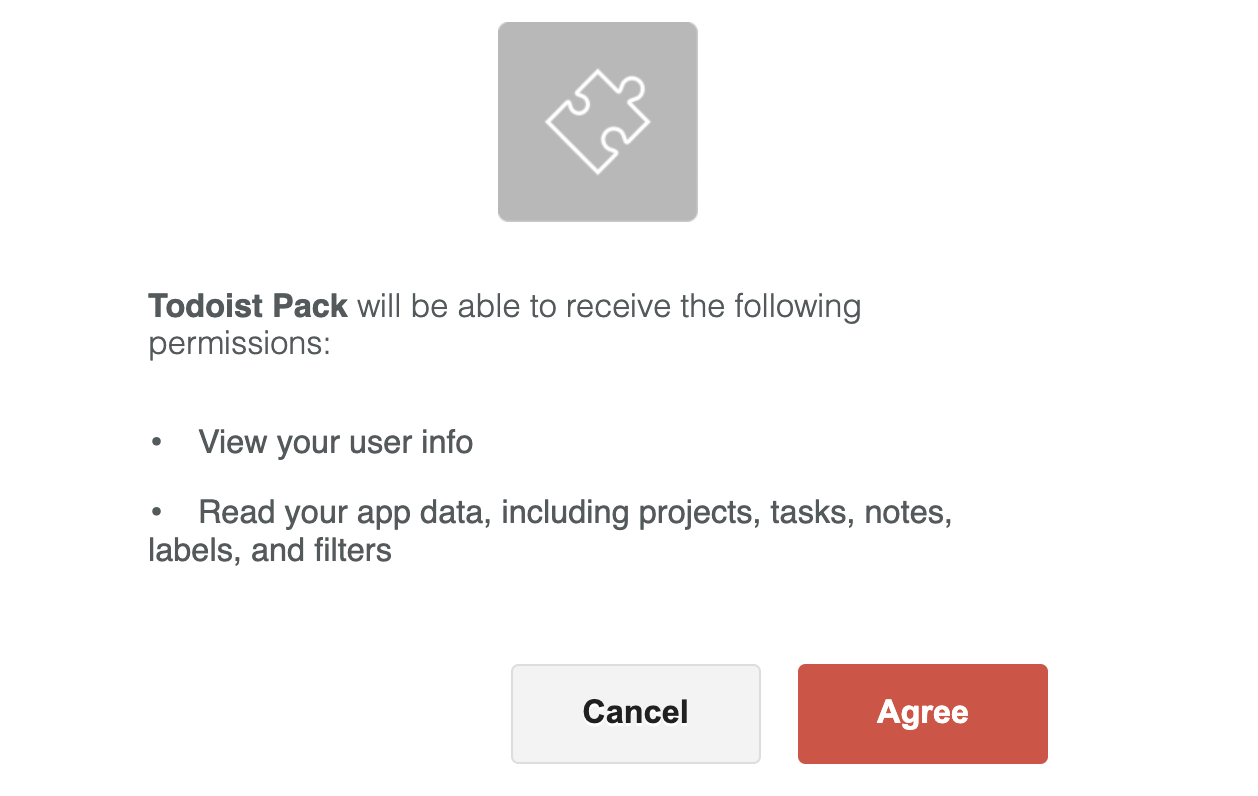 Todoist Pack will be able to receive the following
permissions:
• View your user info
• Read your app data, including projects, tasks, notes,
labels, and filters
Cancel
Agree